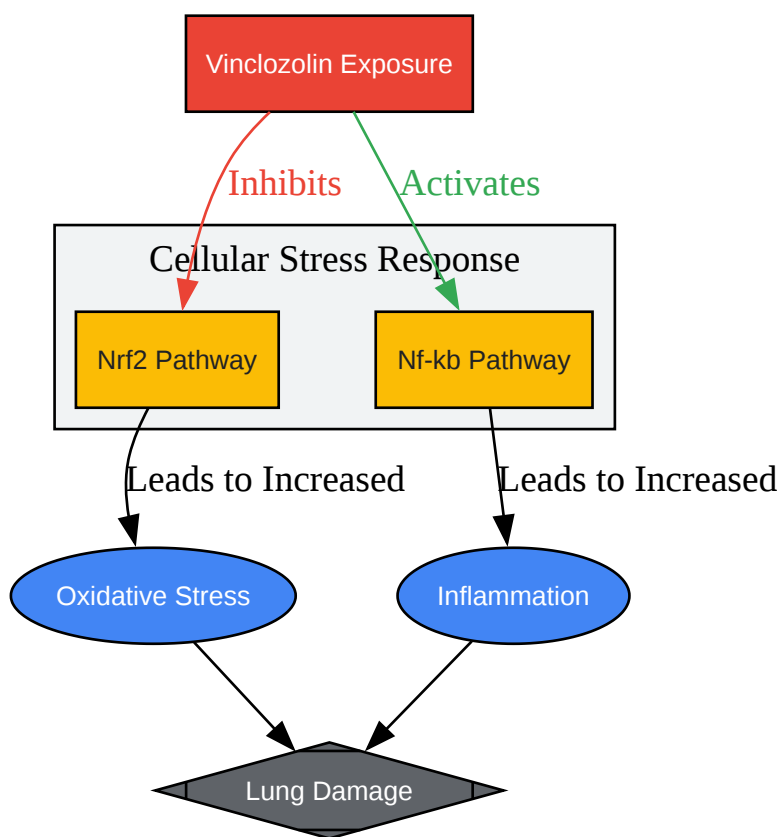 Vinclozolin Exposure
Inhibits
Activates
Cellular Stress Response
Nrf2 Pathway
Nf-kb Pathway
Leads to Increased
Leads to Increased
Oxidative Stress
Inflammation
Lung Damage